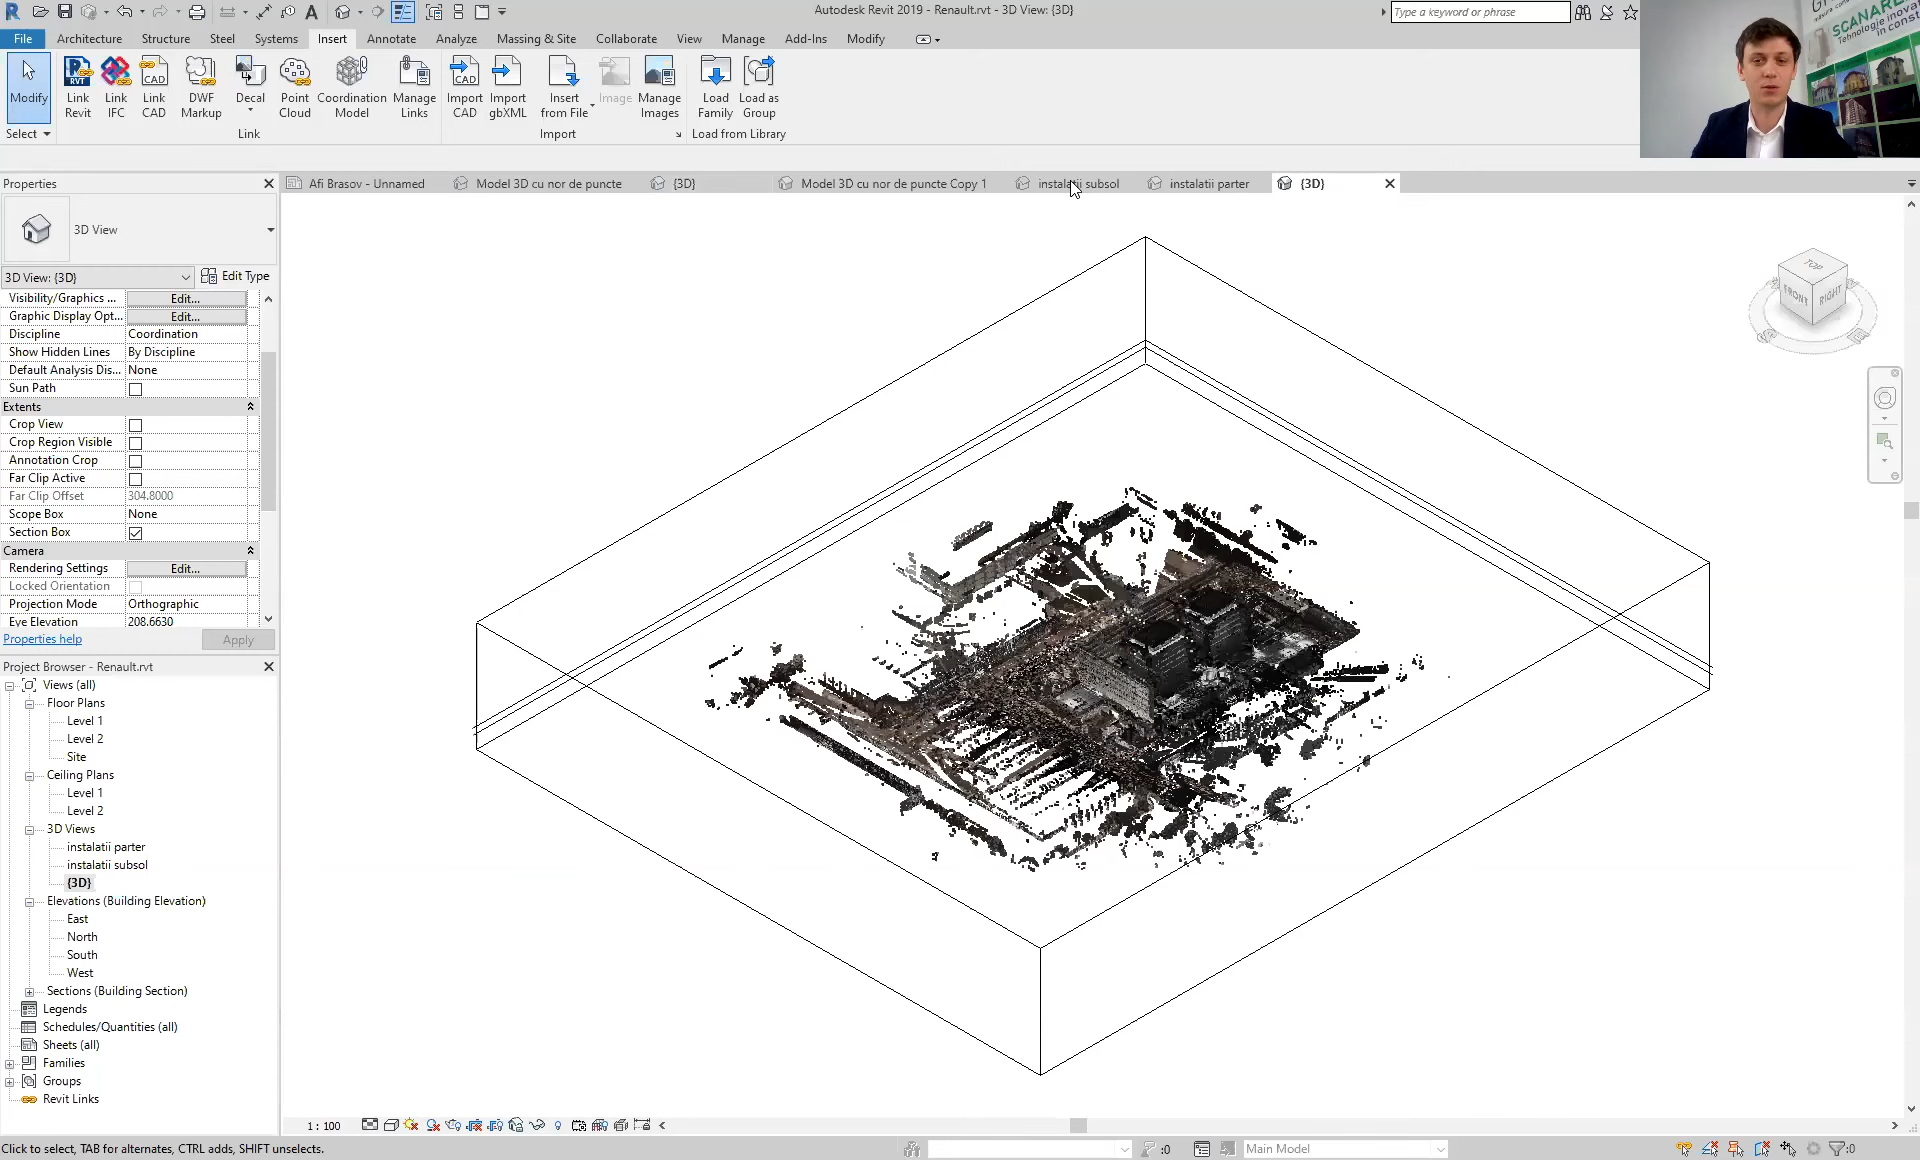 Autodesk Revit 2019 - Renault.rvt - 3D View: {3D}
Type a keyword or phrase
File Architecture Structure Steel Systems Insert Annotate Analyze Massing & Site Collaborate View Manage Add-Ins Modify
Modify
Link Revit
Link IFC
Link CAD
DWF Markup
Decal
Point Cloud
Coordination Model
Manage Links
Import CAD
Import gbXML
Insert from File
Image
Manage Images
Load Family
Load as Group
Select
Link
Import
Load from Library
SCANARE
Tehnologie inova
în const
Properties
Afi Brasov - Unnamed
Model 3D cu nor de puncte
{3D}
Model 3D cu nor de puncte Copy 1
instalatii subsol
instalatii parter
{3D}
3D View
3D View: {3D}
Edit Type
Visibility/Graphics ... Edit...
Graphic Display Opt... Edit...
Discipline Coordination
Show Hidden Lines By Discipline
Default Analysis Dis... None
Sun Path
Extents
Crop View
Crop Region Visible
Annotation Crop
Far Clip Active
Far Clip Offset 304.8000
Scope Box None
Section Box
Camera
Rendering Settings Edit...
Locked Orientation
Projection Mode Orthographic
Eye Elevation 208.6630
Properties help Apply
Project Browser - Renault.rvt
Views (all)
Floor Plans
Level 1
Level 2
Site
Ceiling Plans
Level 1
Level 2
3D Views
instalatii parter
instalatii subsol
{3D}
Elevations (Building Elevation)
East
North
South
West
Sections (Building Section)
Legends
Schedules/Quantities (all)
Sheets (all)
Families
Groups
Revit Links
TOP
FRONT
RIGHT
1 : 100
Click to select, TAB for alternates, CTRL adds, SHIFT unselects.
:0
Main Model
:0